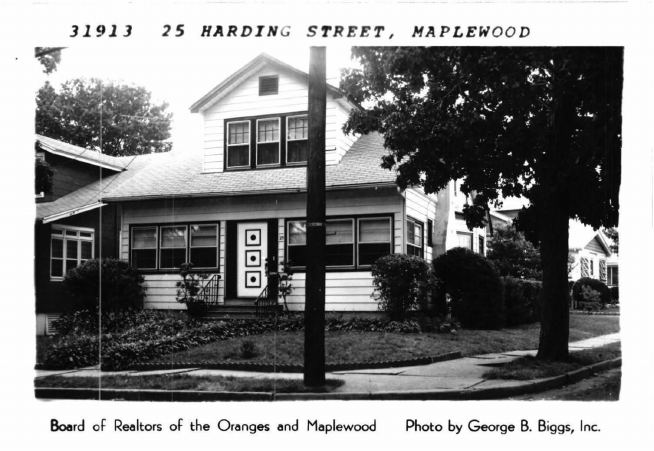 31913 25 HARDING STREET, MAPLEWOOD
Board of Realtors of the Oranges and Maplewood Photo by George B. Biggs, Inc.